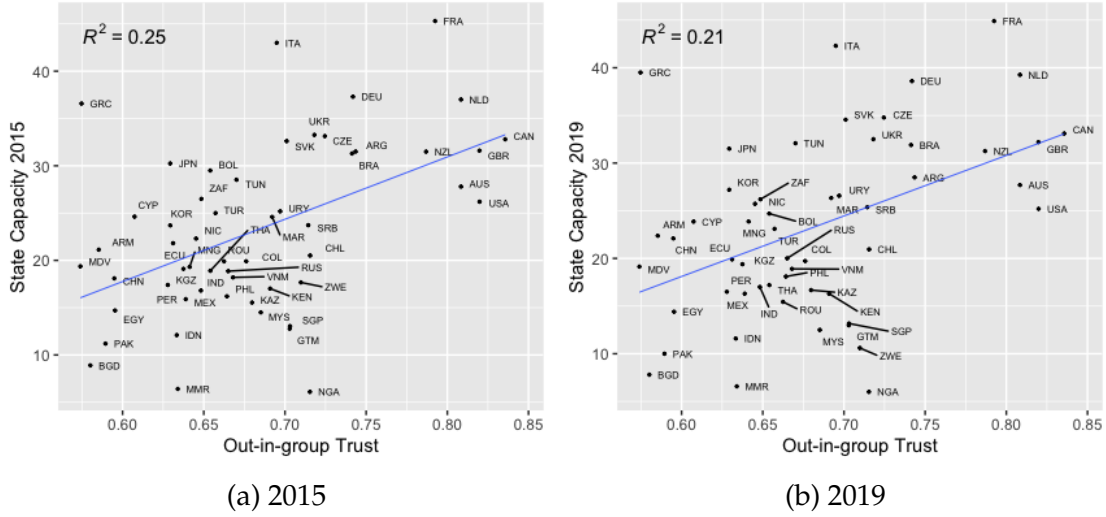 R² = 0.25
State Capacity 2015
40
30
20
10
FRA
ITA
GRC
DEU
NLD
UKR
CZE
SVK
ARG
BRA
CAN
NZL
GBR
JPN
BOL
TUN
AUS
ZAF
USA
CYP
KOR
TUR
URY
NIC
THA
MAR
SRB
ARM
ECU
MNG
ROU
COL
CHL
MDV
CHN
KGZ
IND
RUS
VNM
ZWE
PER
MEX
PHL
KAZ
KEN
EGY
MYS
SGP
IDN
GTM
PAK
BGD
MMR
NGA
0.60 0.65 0.70 0.75 0.80 0.85
Out-in-group Trust
(a) 2015
R² = 0.21
State Capacity 2019
40
30
20
10
FRA
ITA
GRC
DEU
NLD
SVK
CZE
UKR
CAN
JPN
TUN
BRA
NZL
GBR
KOR
ZAF
ARG
AUS
NIC
URY
MAR
SRB
USA
ARM
CYP
MNG
BOL
CHN
TUR
RUS
ECU
COL
CHL
MDV
KGZ
VNM
PHL
PER
MEX
IND
THA
KAZ
ROU
KEN
EGY
SGP
IDN
MYS
GTM
PAK
ZWE
BGD
MMR
NGA
0.60 0.65 0.70 0.75 0.80 0.85
Out-in-group Trust
(b) 2019